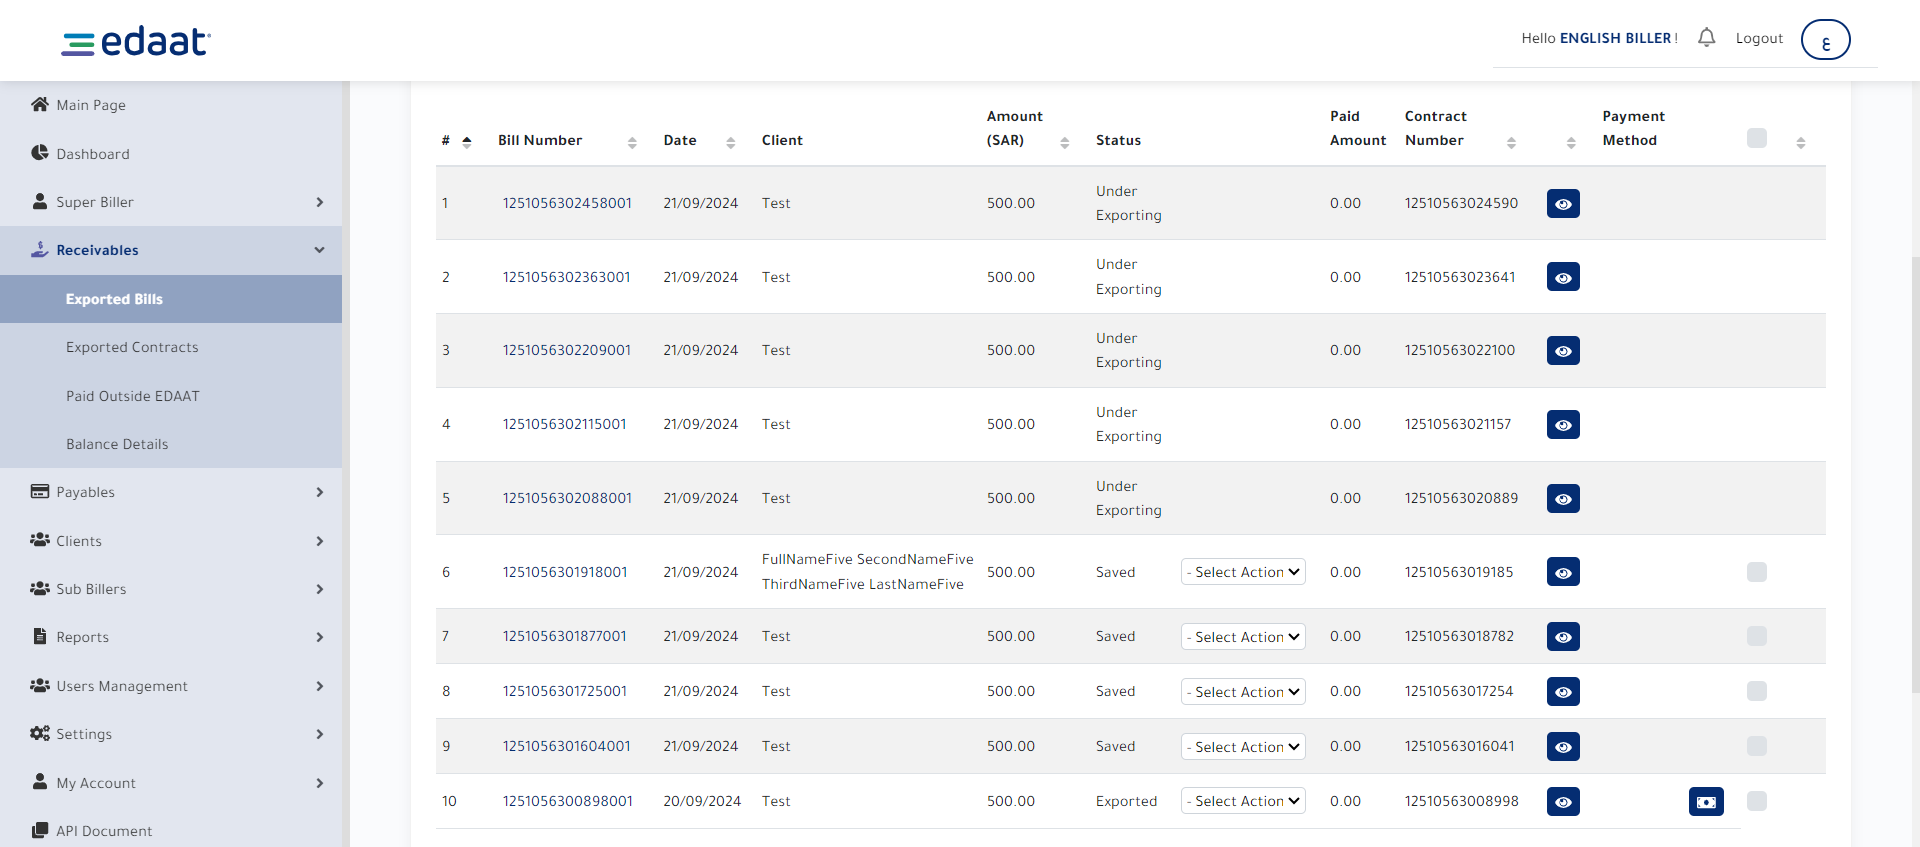 edaat
Hello ENGLISH BILLER !
Logout
ع
Main Page
Dashboard
Super Biller
Receivables
Exported Bills
Exported Contracts
Paid Outside EDAAT
Balance Details
Payables
Clients
Sub Billers
Reports
Users Management
Settings
My Account
API Document
# Bill Number Date Client Amount (SAR) Status Paid Amount Contract Number Payment Method
1 1251056302458001 21/09/2024 Test 500.00 Under Exporting 0.00 12510563024590
2 1251056302363001 21/09/2024 Test 500.00 Under Exporting 0.00 12510563023641
3 1251056302209001 21/09/2024 Test 500.00 Under Exporting 0.00 12510563022100
4 1251056302115001 21/09/2024 Test 500.00 Under Exporting 0.00 12510563021157
5 1251056302088001 21/09/2024 Test 500.00 Under Exporting 0.00 12510563020889
6 1251056301918001 21/09/2024 FullNameFive SecondNameFive ThirdNameFive LastNameFive 500.00 Saved - Select Action 0.00 12510563019185
7 1251056301877001 21/09/2024 Test 500.00 Saved - Select Action 0.00 12510563018782
8 1251056301725001 21/09/2024 Test 500.00 Saved - Select Action 0.00 12510563017254
9 1251056301604001 21/09/2024 Test 500.00 Saved - Select Action 0.00 12510563016041
10 1251056300898001 20/09/2024 Test 500.00 Exported - Select Action 0.00 12510563008998